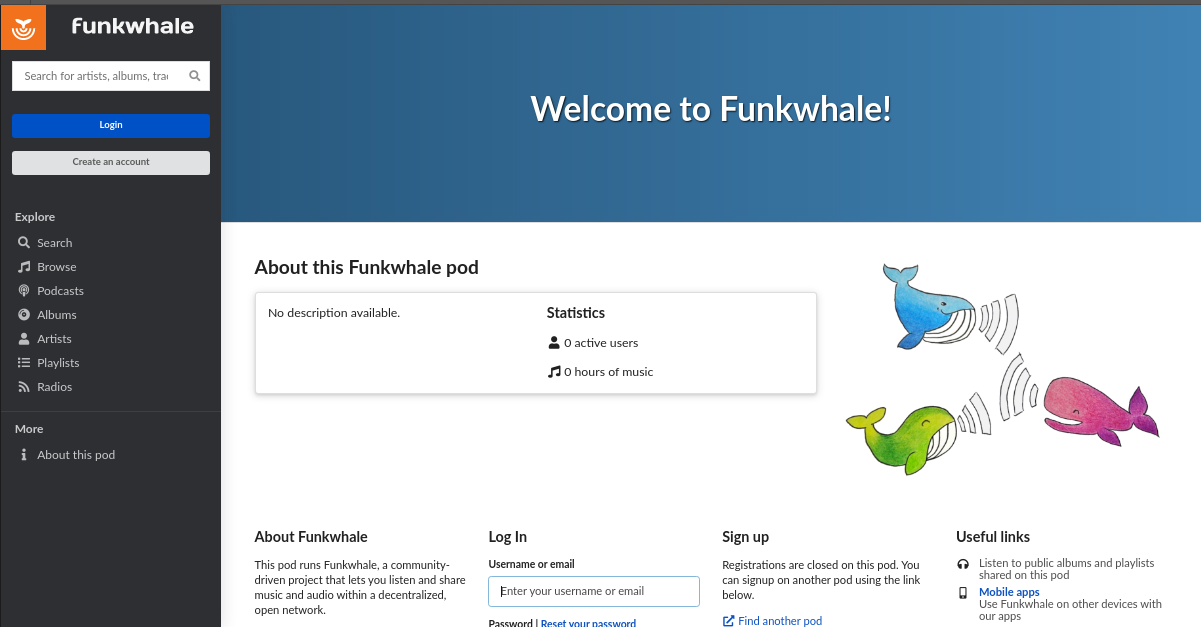 funkwhale
Search for artists, albums, trac
Login
Create an account
Explore
Search
Browse
Podcasts
Albums
Artists
Playlists
Radios
More
About this pod
Welcome to Funkwhale!
About this Funkwhale pod
No description available.
Statistics
0 active users
0 hours of music
About Funkwhale
This pod runs Funkwhale, a community-
driven project that lets you listen and share
music and audio within a decentralized,
open network.
Log In
Username or email
Enter your username or email
Password | Reset your password
Sign up
Registrations are closed on this pod. You
can signup on another pod using the link
below.
Find another pod
Useful links
Listen to public albums and playlists
shared on this pod
Mobile apps
Use Funkwhale on other devices with
our apps